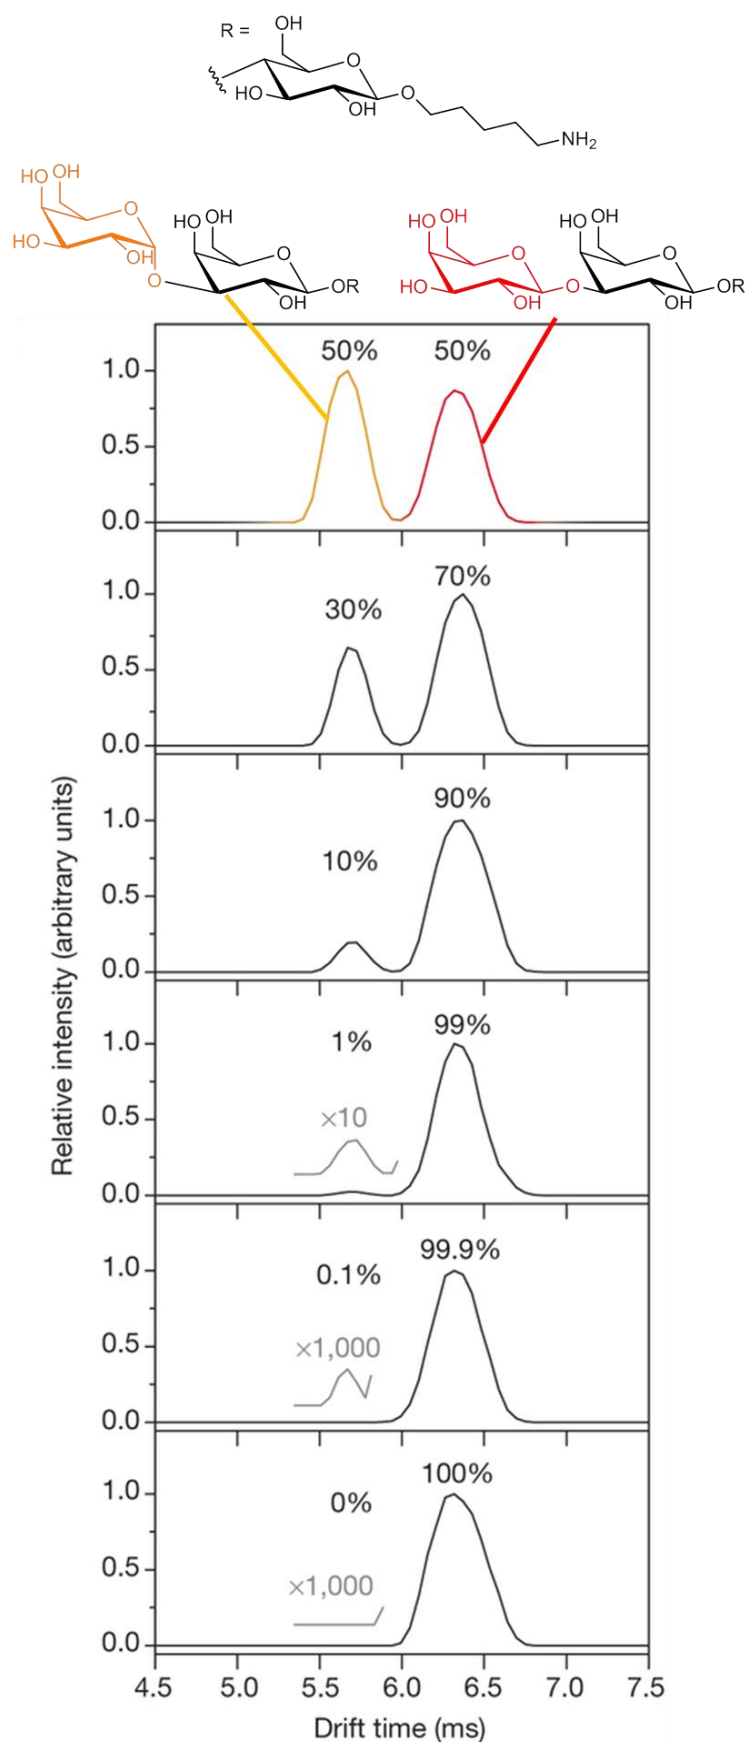 R =
OH
O
HO
OH
O
NH₂
HO OH
O
HO
OH
O
HO OH
O
OR
OH
HO OH
O
HO
OH
O
HO OH
O
OR
OH
Relative intensity (arbitrary units)
50% 50%
1.0
0.5
0.0
70%
30%
1.0
0.5
0.0
90%
10%
1.0
0.5
0.0
99%
1%
×10
1.0
0.5
0.0
99.9%
0.1%
×1,000
1.0
0.5
0.0
100%
0%
×1,000
1.0
0.5
0.0
4.5 5.0 5.5 6.0 6.5 7.0 7.5
Drift time (ms)